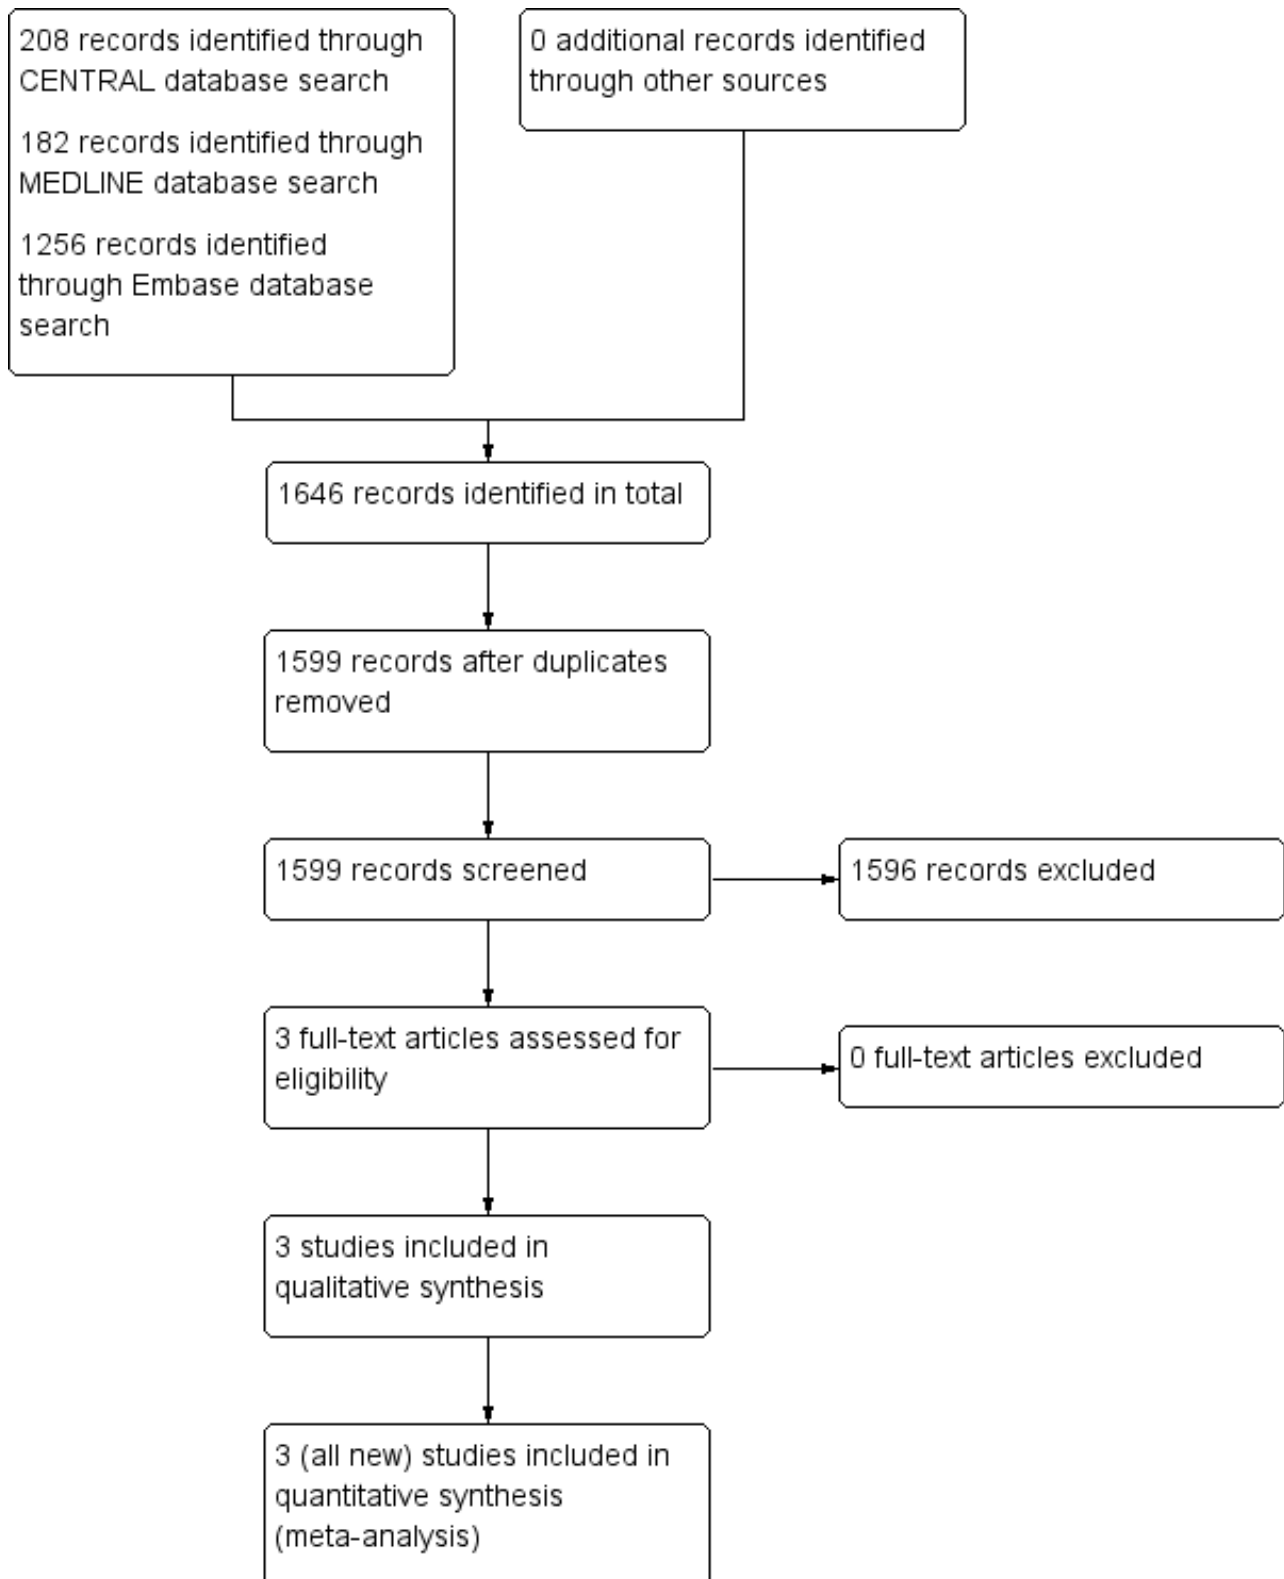 208 records identified through
CENTRAL database search
182 records identified through
MEDLINE database search
1256 records identified
through Embase database
search
0 additional records identified
through other sources
1646 records identified in total
1599 records after duplicates
removed
1599 records screened
1596 records excluded
3 full-text articles assessed for
eligibility
0 full-text articles excluded
3 studies included in
qualitative synthesis
3 (all new) studies included in
quantitative synthesis
(meta-analysis)